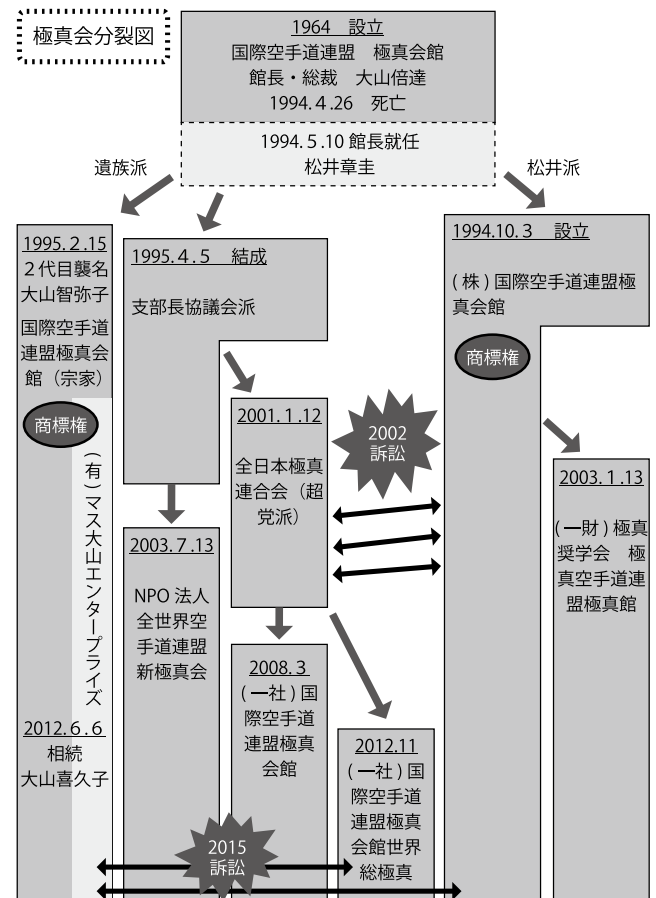 極真会分裂図
1964　設立
国際空手道連盟　極真会館
館長・総裁　大山倍達
1994.4.26　死亡
1994.5.10 館長就任
松井章圭
遺族派
松井派
1995.2.15
２代目襲名
大山智弥子
国際空手道
連盟極真会
館（宗家）
商標権
(有)マス大山エンタープライズ
2012.6.6
相続
大山喜久子
1995.4.5　結成
支部長協議会派
1994.10.3　設立
(株)国際空手道連盟極
真会館
商標権
2001.1.12
全日本極真
連合会（超
党派）
2002
訴訟
2003.1.13
(一財)極真
奨学会　極
真空手道連
盟極真館
2003.7.13
NPO 法人
全世界空
手道連盟
新極真会
2008.3
(一社)国
際空手道
連盟極真
会館
2012.11
(一社)国
際空手道
連盟極真
会館世界
総極真
2015
訴訟